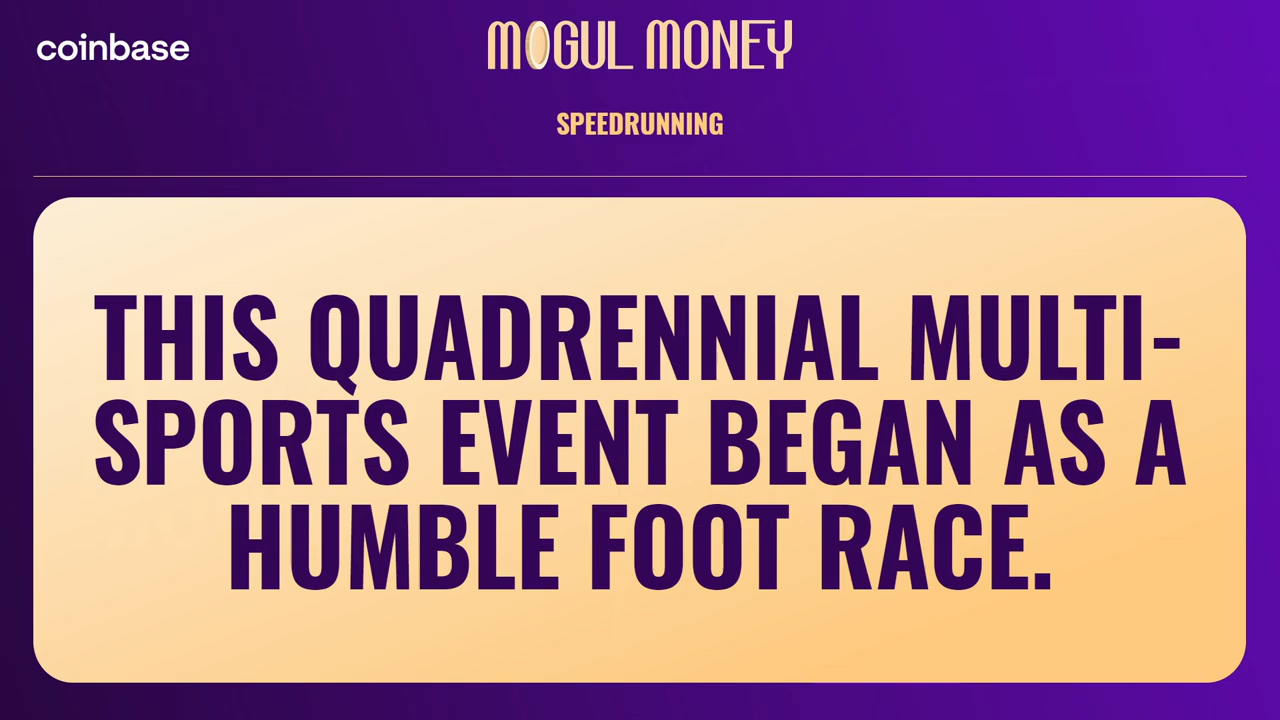 coinbase
MOGUL MONEY
SPEEDRUNNING
THIS QUADRENNIAL MULTI-
SPORTS EVENT BEGAN AS A
HUMBLE FOOT RACE.